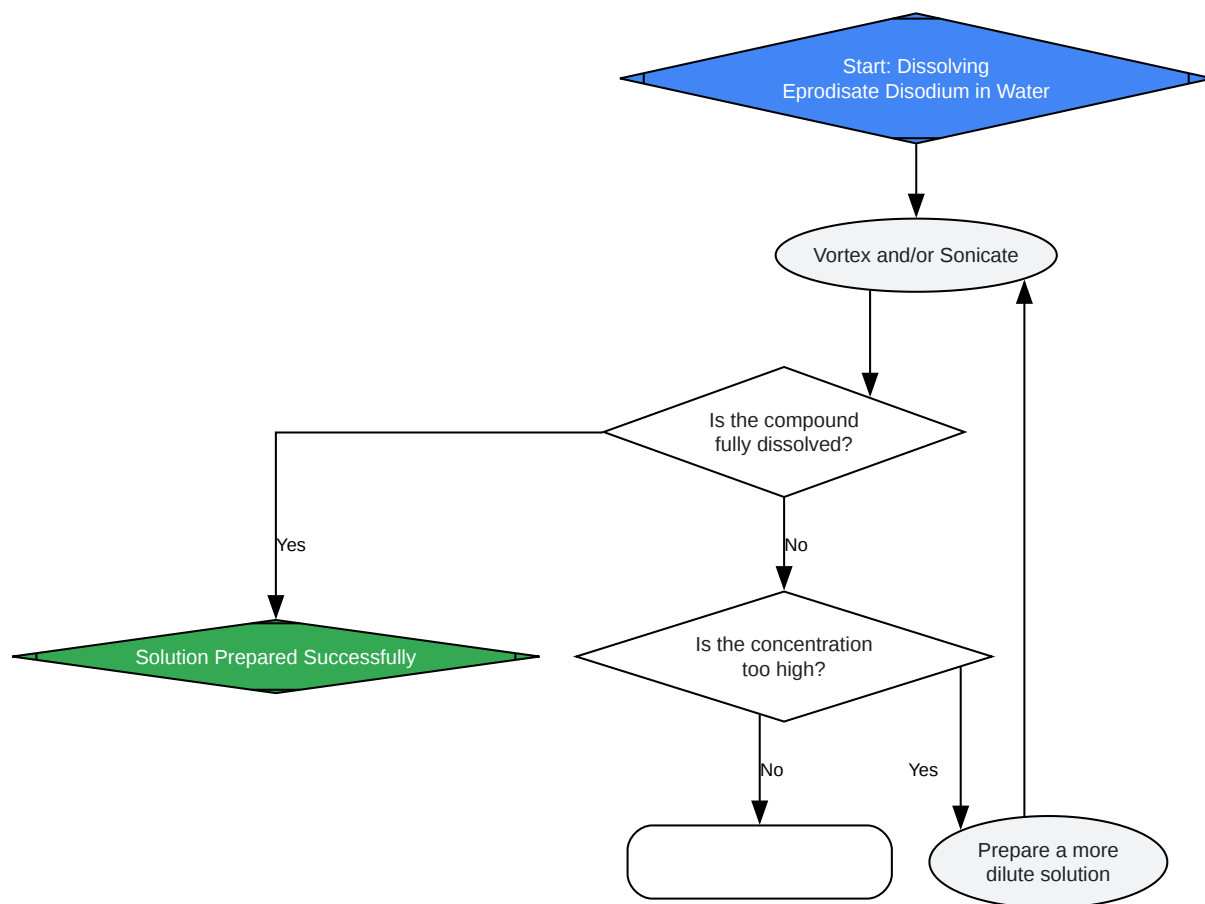 Start: Dissolving
Eprodisate Disodium in Water
Vortex and/or Sonicate
Is the compound
fully dissolved?
Yes
No
Solution Prepared Successfully
Is the concentration
too high?
No
Yes
Prepare a more
dilute solution